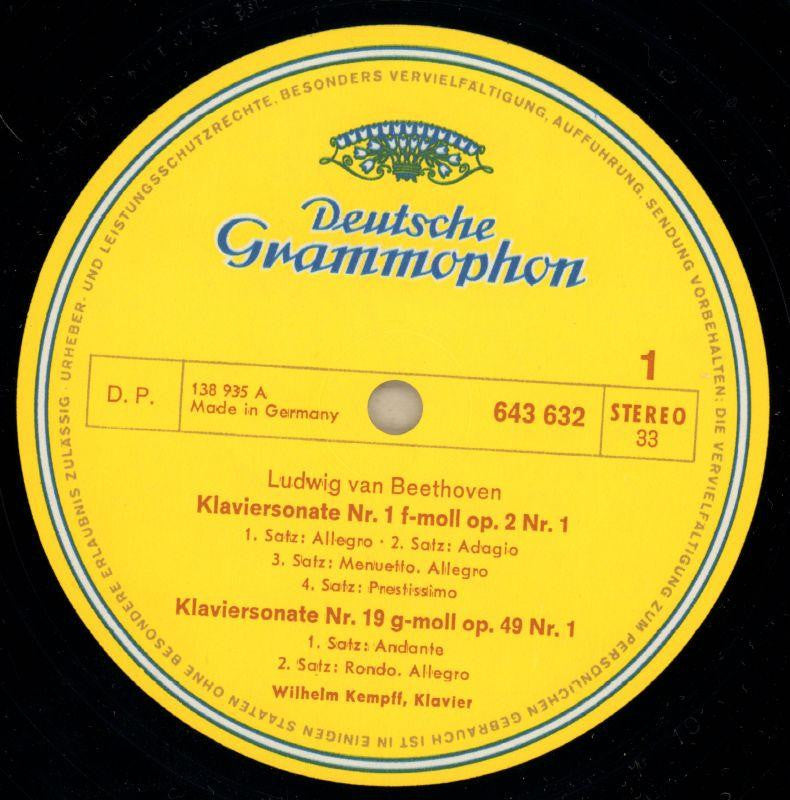 URHEBER- UND LEISTUNGSSCHUTZRECHTE, BESONDERS VERVIELFÄLTIGUNG, AUFFÜHRUNG, SENDUNG VORBEHALTEN; DIE VERVIELFÄLTIGUNG ZUM PERSÖNLICHEN GEBRAUCH IST IN EINIGEN STAATEN OHNE BESONDERE ERLAUBNIS ZULÄSSIG ·
Deutsche
Grammophon
1
D. P.
138 935 A
Made in Germany
643 632
STEREO
33
Ludwig van Beethoven
Klaviersonate Nr. 1 f-moll op. 2 Nr. 1
1. Satz: Allegro · 2. Satz: Adagio
3. Satz: Menuetto. Allegro
4. Satz: Prestissimo
Klaviersonate Nr. 19 g-moll op. 49 Nr. 1
1. Satz: Andante
2. Satz: Rondo. Allegro
Wilhelm Kempff, Klavier